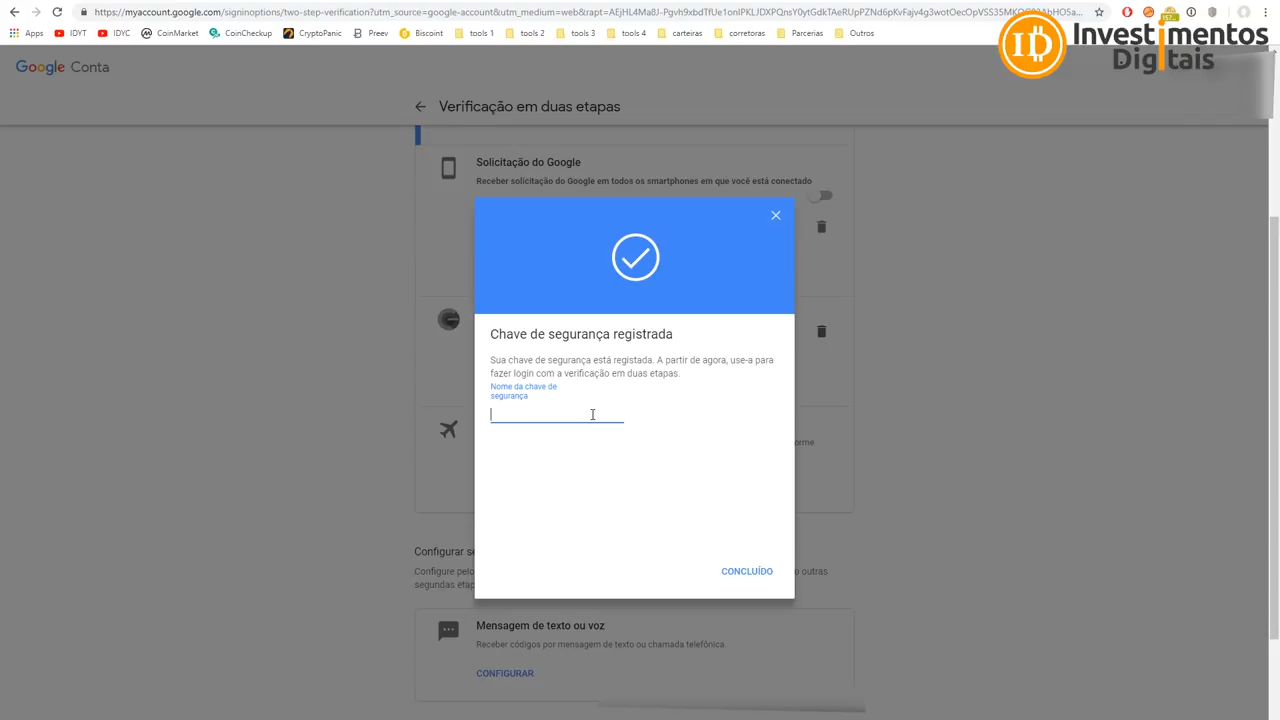 https://myaccount.google.com/signinoptions/two-step-verification?utm_source=google-account&utm_medium=web&rapt=
Apps IDYT IDYC CoinMarket CoinCheckup CryptoPanic Preev Biscoint tools 1 tools 2 tools 3 tools 4 carteiras corretoras Parcerias Outros
Investimentos
Digitais
Google Conta
Verificação em duas etapas
Solicitação do Google
Receber solicitação do Google em todos os smartphones em que você está conectado
Chave de segurança registrada
Sua chave de segurança está registada. A partir de agora, use-a para
fazer login com a verificação em duas etapas.
Nome da chave de
segurança
orme
CONCLUÍDO
Configurar se
Configure pelo o outras
segundas etap
Mensagem de texto ou voz
Receber códigos por mensagem de texto ou chamada telefônica.
CONFIGURAR